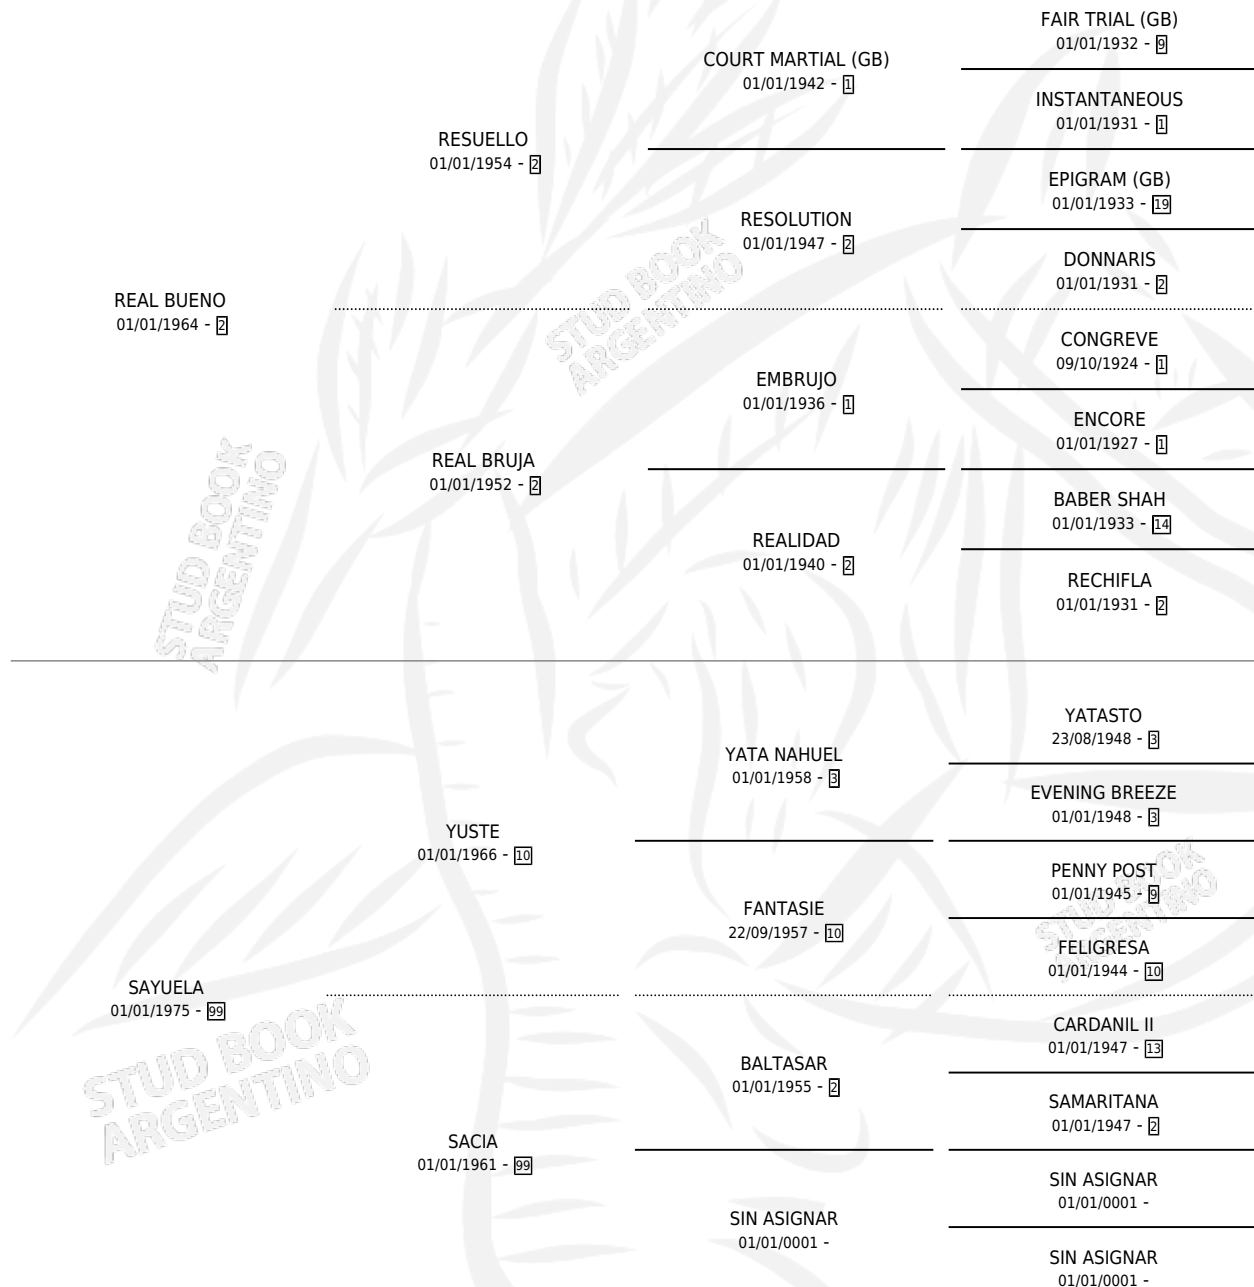 FAIR TRIAL (GB)
01/01/1932 - 9
COURT MARTIAL (GB)
01/01/1942 - 1
INSTANTANEOUS
01/01/1931 - 1
RESUELLO
01/01/1954 - 2
EPIGRAM (GB)
01/01/1933 - 19
RESOLUTION
01/01/1947 - 2
DONNARIS
01/01/1931 - 2
REAL BUENO
01/01/1964 - 2
CONGREVE
09/10/1924 - 1
EMBRUJO
01/01/1936 - 1
ENCORE
01/01/1927 - 1
REAL BRUJA
01/01/1952 - 2
BABER SHAH
01/01/1933 - 14
REALIDAD
01/01/1940 - 2
RECHIFLA
01/01/1931 - 2
YATASTO
23/08/1948 - 3
YATA NAHUEL
01/01/1958 - 3
EVENING BREEZE
01/01/1948 - 3
YUSTE
01/01/1966 - 10
PENNY POST
01/01/1945 - 9
FANTASIE
22/09/1957 - 10
FELIGRESA
01/01/1944 - 10
SAYUELA
01/01/1975 - 99
CARDANIL II
01/01/1947 - 13
BALTASAR
01/01/1955 - 2
SAMARITANA
01/01/1947 - 2
SACIA
01/01/1961 - 99
SIN ASIGNAR
01/01/0001 -
SIN ASIGNAR
01/01/0001 -
SIN ASIGNAR
01/01/0001 -
STUD BOOK
ARGENTINO
STUD BOOK
ARGENTINO
STUD BOOK
ARGENTINO
STUD BOOK
ARGENTINO